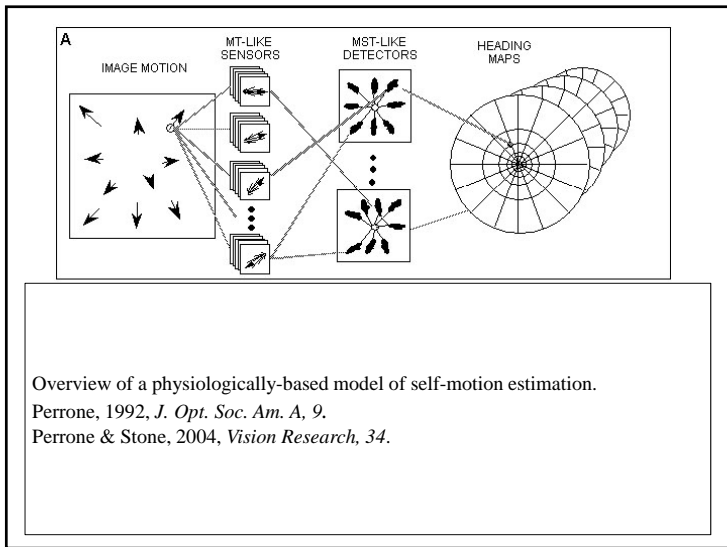 A
IMAGE MOTION
MT-LIKE
SENSORS
MST-LIKE
DETECTORS
HEADING
MAPS
Overview of a physiologically-based model of self-motion estimation.
Perrone, 1992, J. Opt. Soc. Am. A, 9.
Perrone & Stone, 2004, Vision Research, 34.